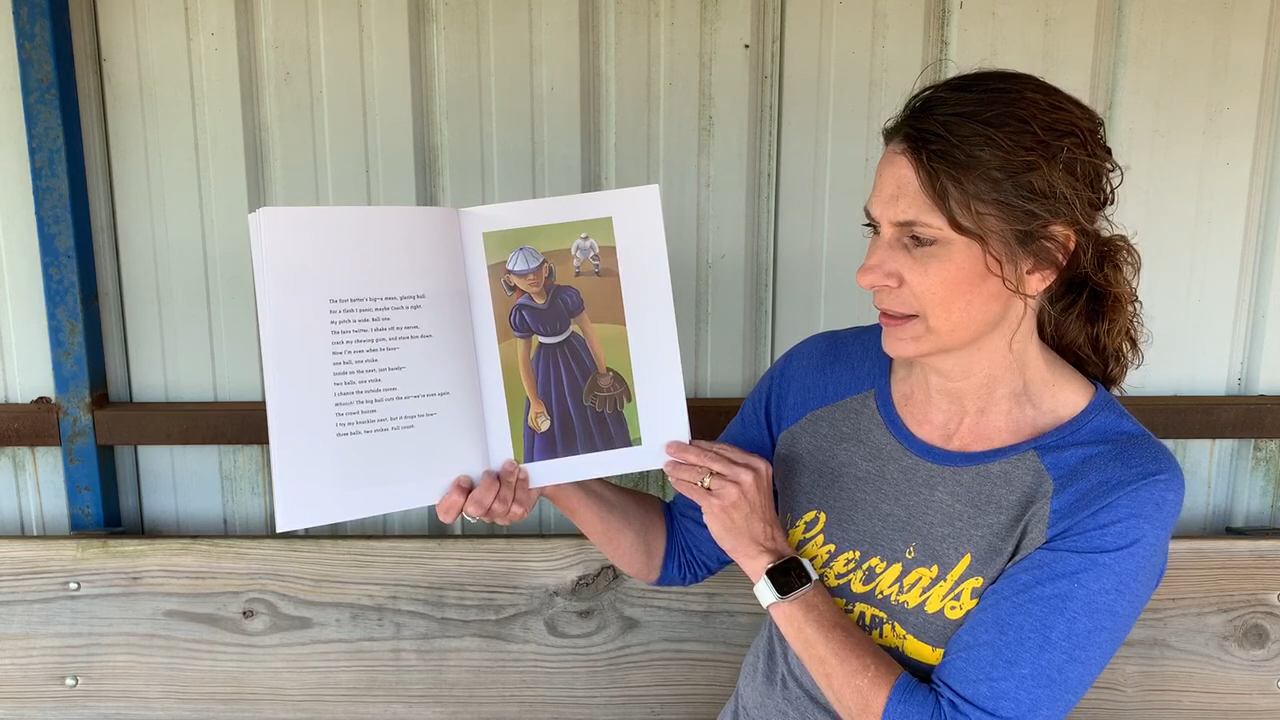 The first batter's big—a mean, glaring bull.
For a flash I panic; maybe Coach is right.
My pitch is wide. Ball one.
The fans twitter. I shake off my nerves,
crack my chewing gum, and stare him down.
Now I'm even when he fans—
one ball, one strike.
Inside on the next, just barely—
two balls, one strike.
I chance the outside corner.
Whoosh! The big ball cuts the air—we're even again.
The crowd buzzes.
I try my knuckler next, but it drops too low—
three balls, two strikes. Full count.
Specials